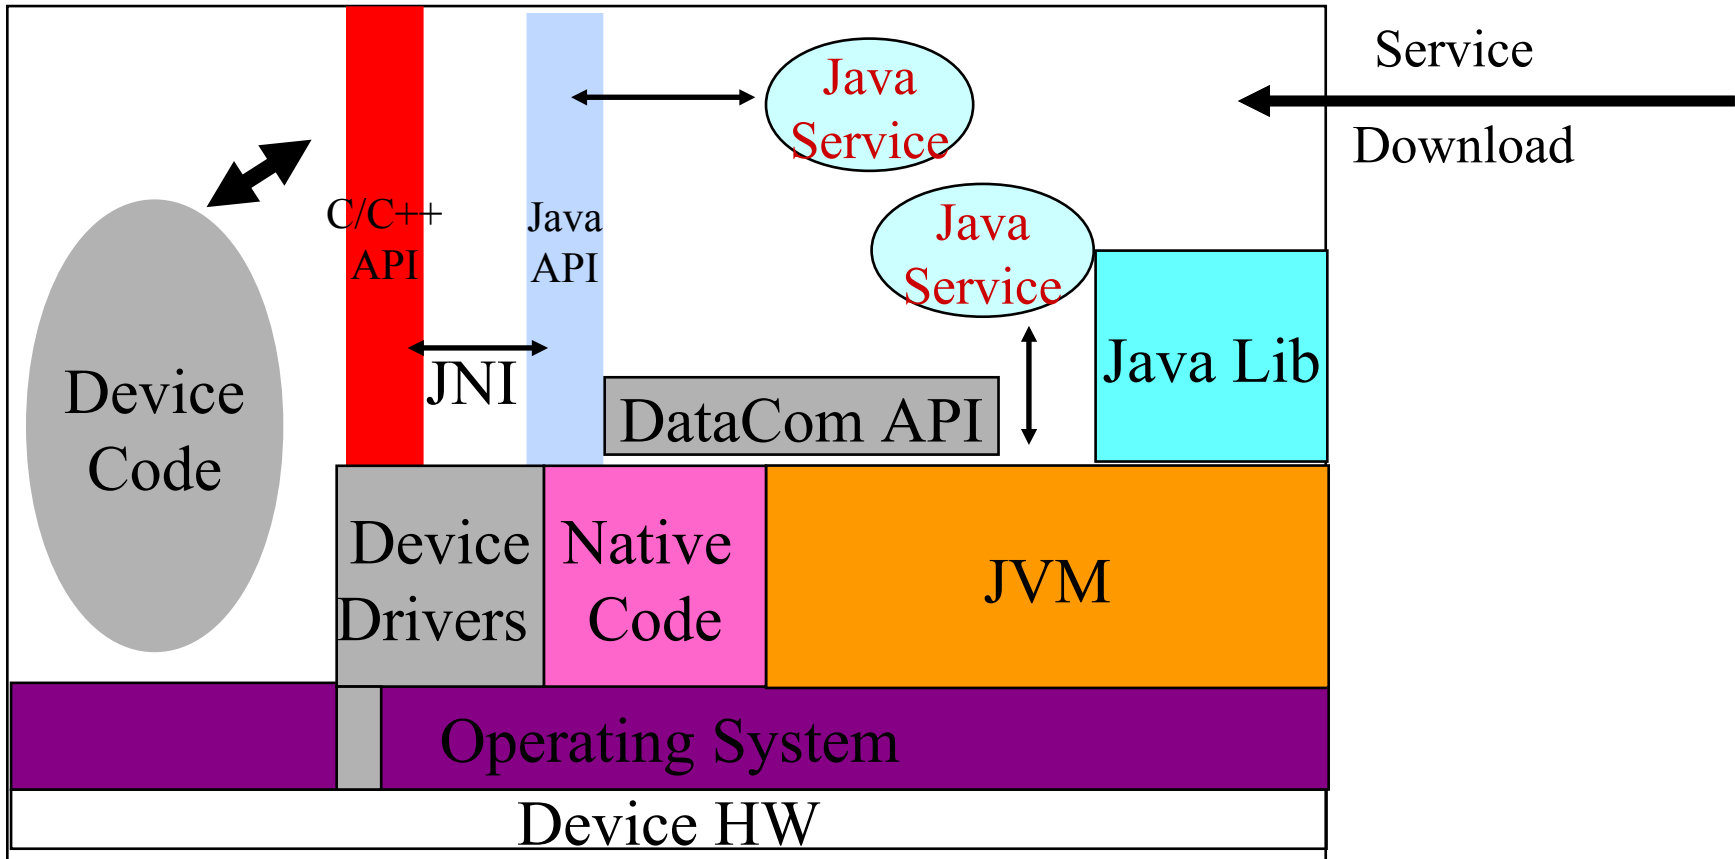 Service
Download
Java
Service
Java
Service
C/C++
API
Java
API
JNI
Device
Code
DataCom API
Java Lib
Device
Drivers
Native
Code
JVM
Operating System
Device HW